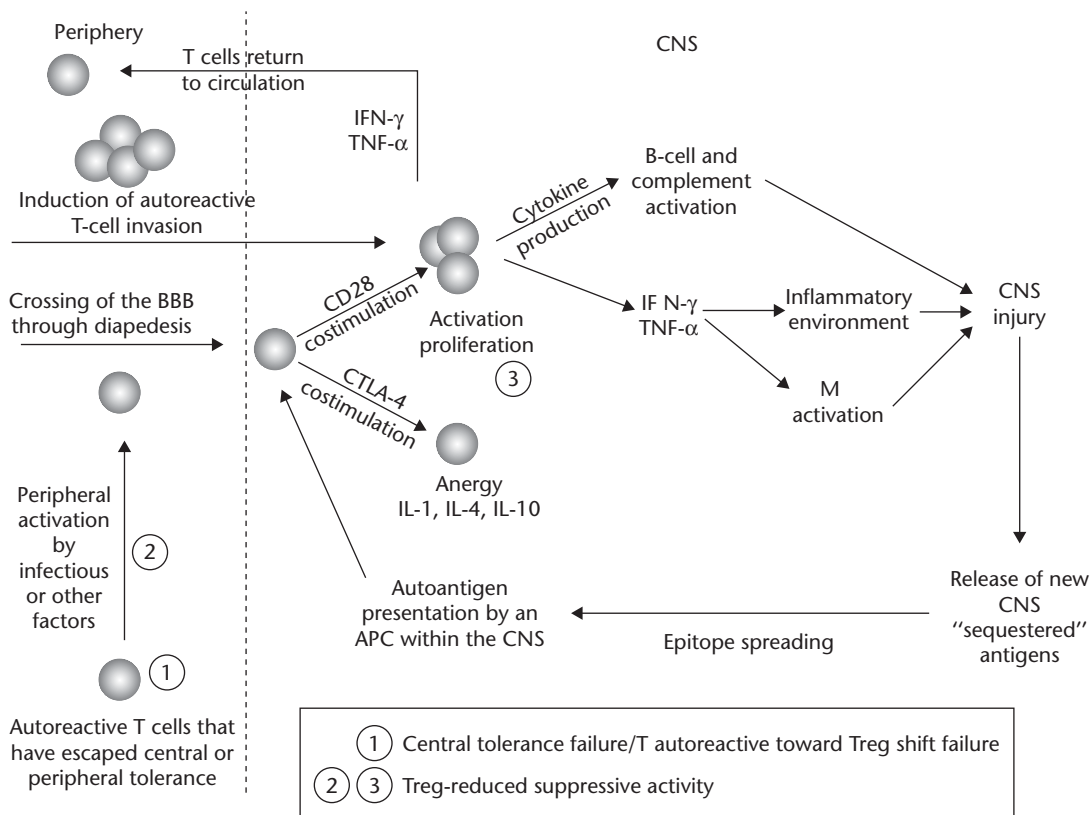 Periphery
CNS
T cells return
to circulation
IFN-γ
TNF-α
Induction of autoreactive
T-cell invasion
Cytokine
production
B-cell and
complement
activation
Crossing of the BBB
through diapedesis
CD28
costimulation
Activation
proliferation
3
IF N-γ
TNF-α
Inflammatory
environment
CNS
injury
M
activation
CTLA-4
costimulation
Anergy
IL-1, IL-4, IL-10
Peripheral
activation
by
infectious
or other
factors
2
1
Autoreactive T cells that
have escaped central or
peripheral tolerance
Autoantigen
presentation by an
APC within the CNS
Epitope spreading
Release of new
CNS
"sequestered"
antigens
1 Central tolerance failure/T autoreactive toward Treg shift failure
2 3 Treg-reduced suppressive activity